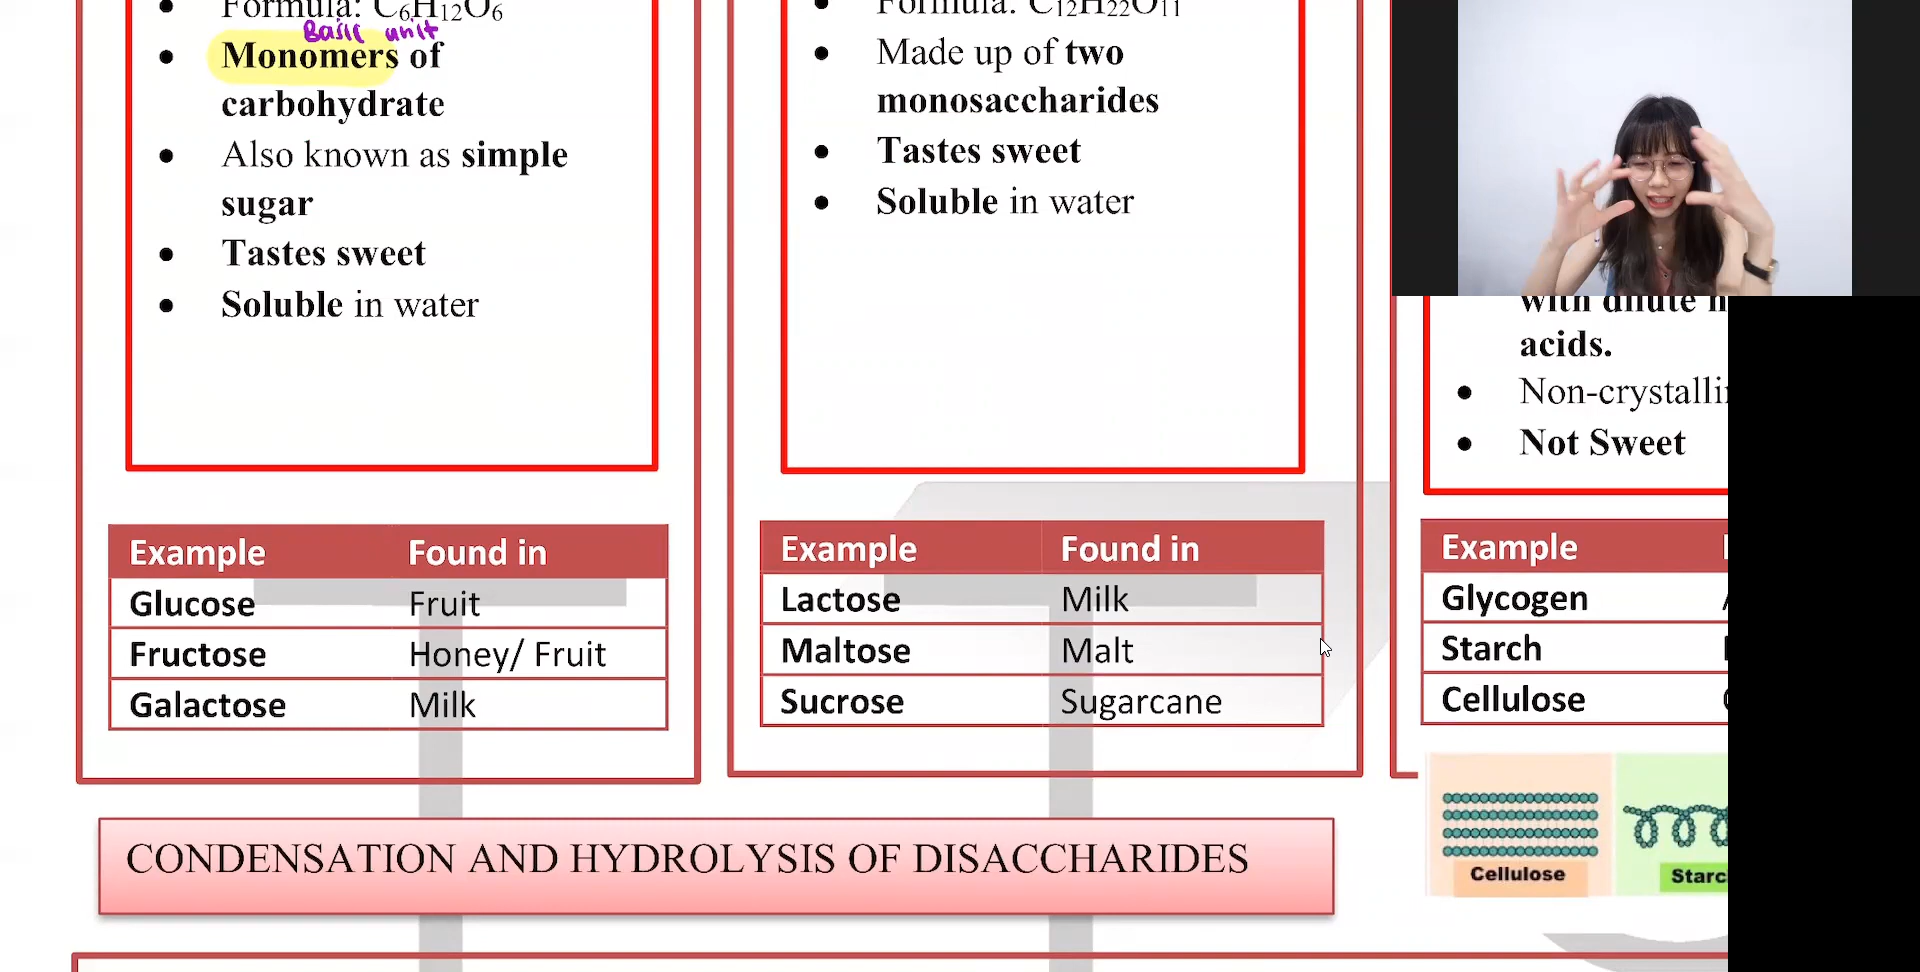 Formula: C6H12O6
Basic unit
Monomers of
carbohydrate
Also known as simple
sugar
Tastes sweet
Soluble in water
Example Found in
Glucose Fruit
Fructose Honey/ Fruit
Galactose Milk
Formula: C12H22O11
Made up of two
monosaccharides
Tastes sweet
Soluble in water
Example Found in
Lactose Milk
Maltose Malt
Sucrose Sugarcane
with dilute
acids.
Not Sweet
Example
Glycogen
Starch
Cellulose
Cellulose
CONDENSATION AND HYDROLYSIS OF DISACCHARIDES